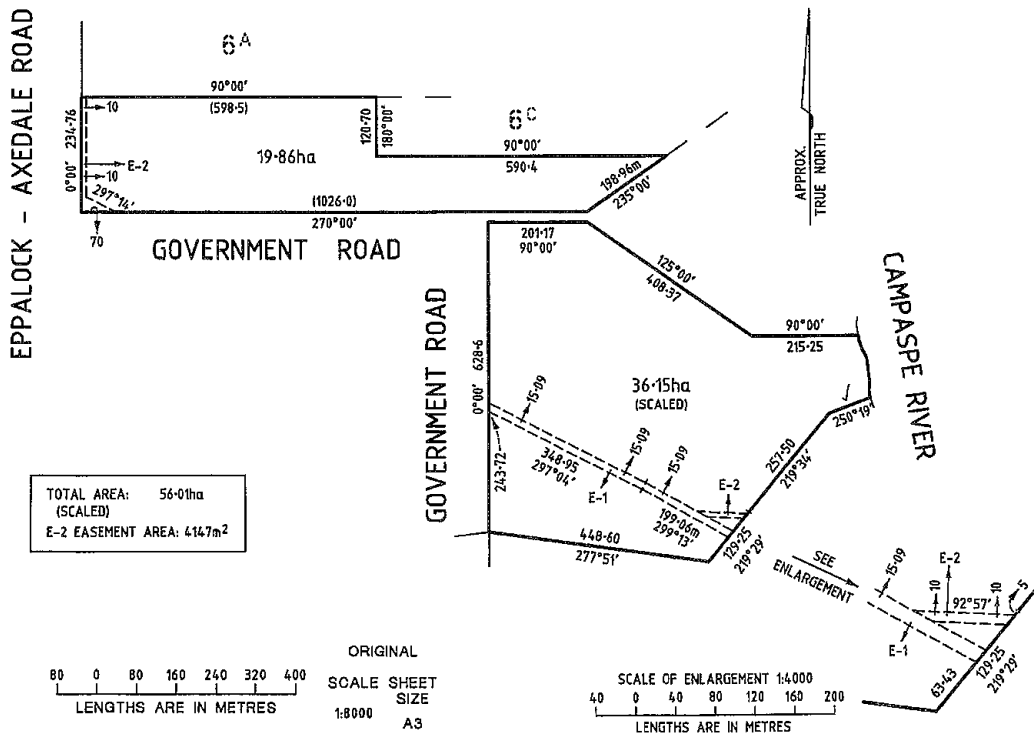 EPPALOCK - AXEDALE ROAD
6A
90°00'
(598·5)
10
234·76
0°00'
E-2
10
297°14'
70
19·86ha
120·70
180°00'
6C
90°00'
590·4
198·96m
235°00'
(1026·0)
270°00'
GOVERNMENT ROAD
APPROX.
TRUE NORTH
201·17
90°00'
125°00'
408·37
90°00'
215·25
CAMPASPE RIVER
GOVERNMENT ROAD
628·6
0°00'
36·15ha
(SCALED)
250°19'
257·50
219°34'
15·09
15·09
15·09
348·95
297°04'
E-1
243·72
E-2
199·06m
299°13'
129·25
219°29'
448·60
277°51'
TOTAL AREA: 56·01ha
(SCALED)
E-2 EASEMENT AREA: 4147m²
SEE
ENLARGEMENT
15·09
E-2
10
92°57'
10
5
E-1
129·25
219°29'
63·43
80 0 80 160 240 320 400
LENGTHS ARE IN METRES
ORIGINAL
SCALE SHEET
SIZE
1:8000 A3
SCALE OF ENLARGEMENT 1:4000
40 0 40 80 120 160 200
LENGTHS ARE IN METRES